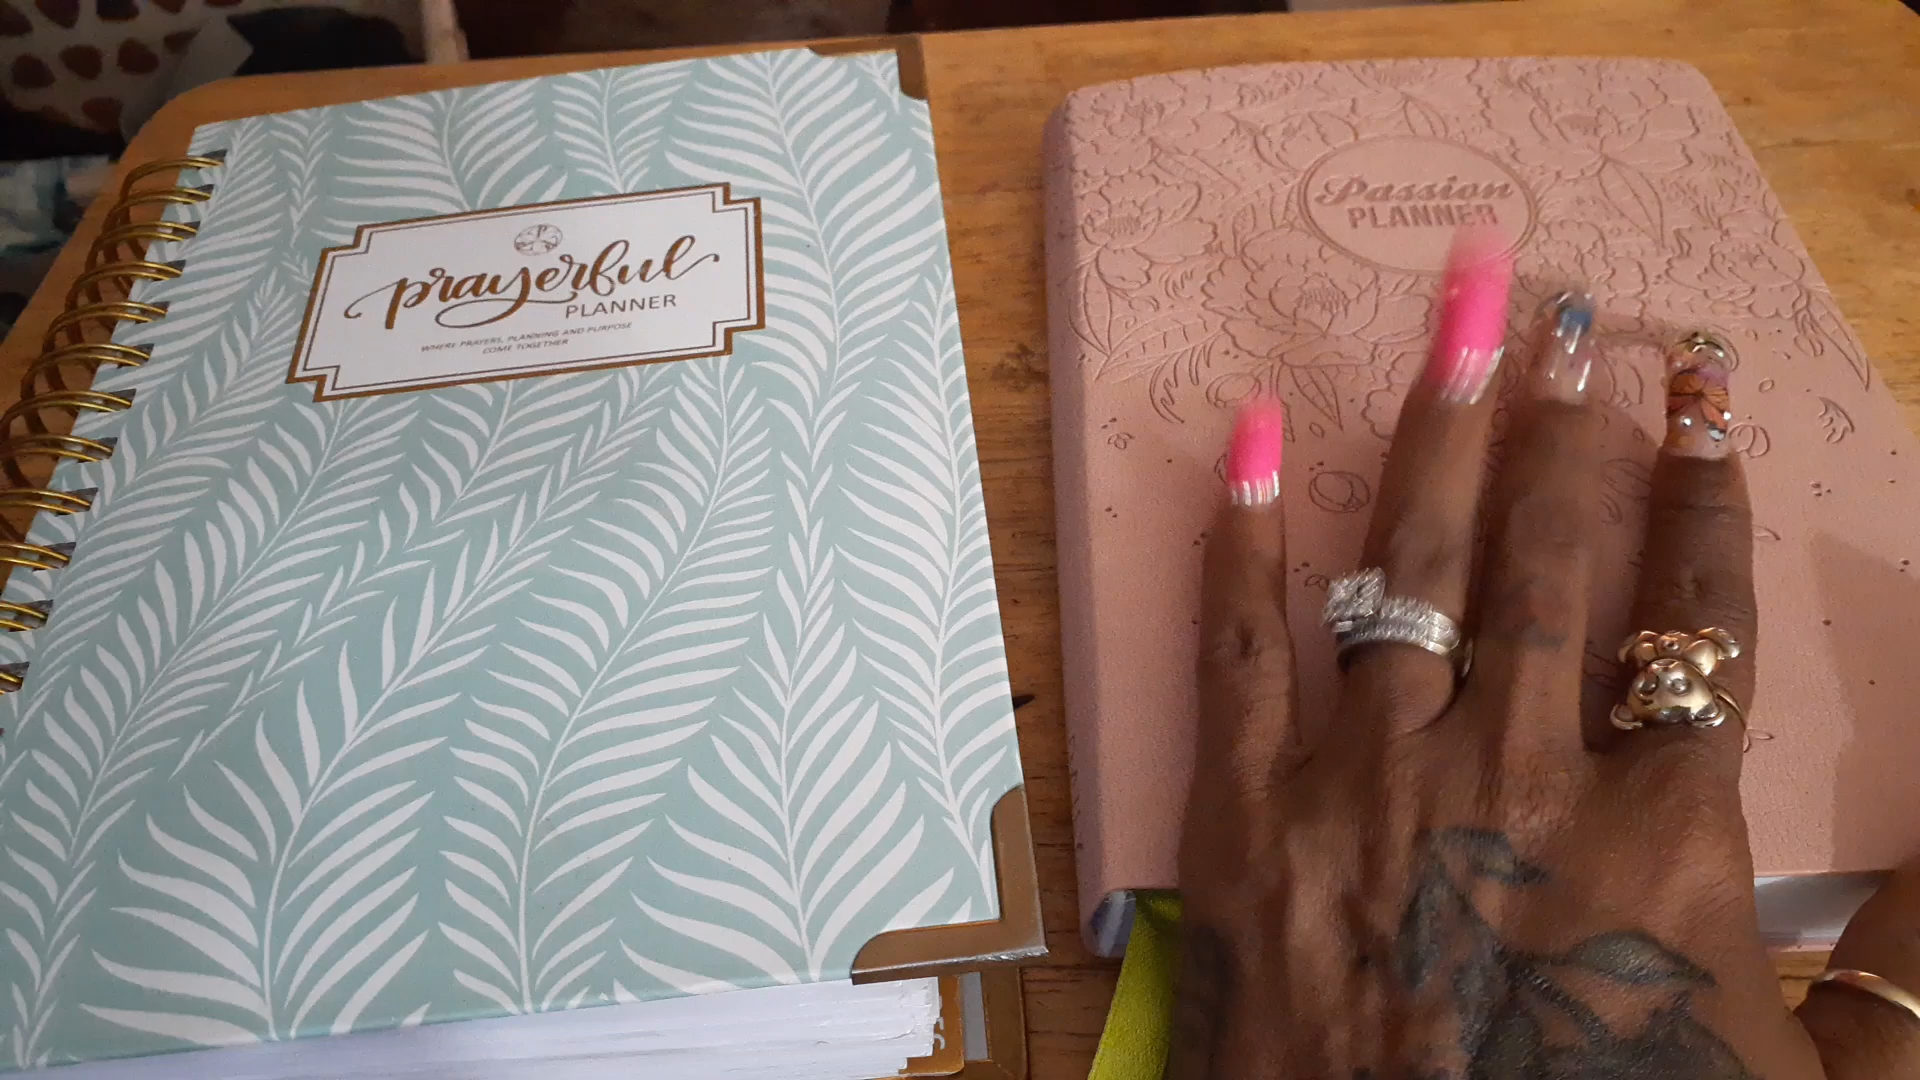 prayerful
PLANNER
WHERE PRAYERS, PLANNING AND PURPOSE
COME TOGETHER
Passion
PLANNER